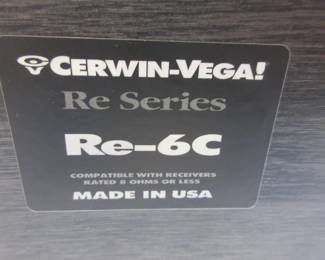 CERWIN-VEGA!
Re Series
Re-6C
COMPATIBLE WITH RECEIVERS
RATED 8 OHMS OR LESS
MADE IN USA